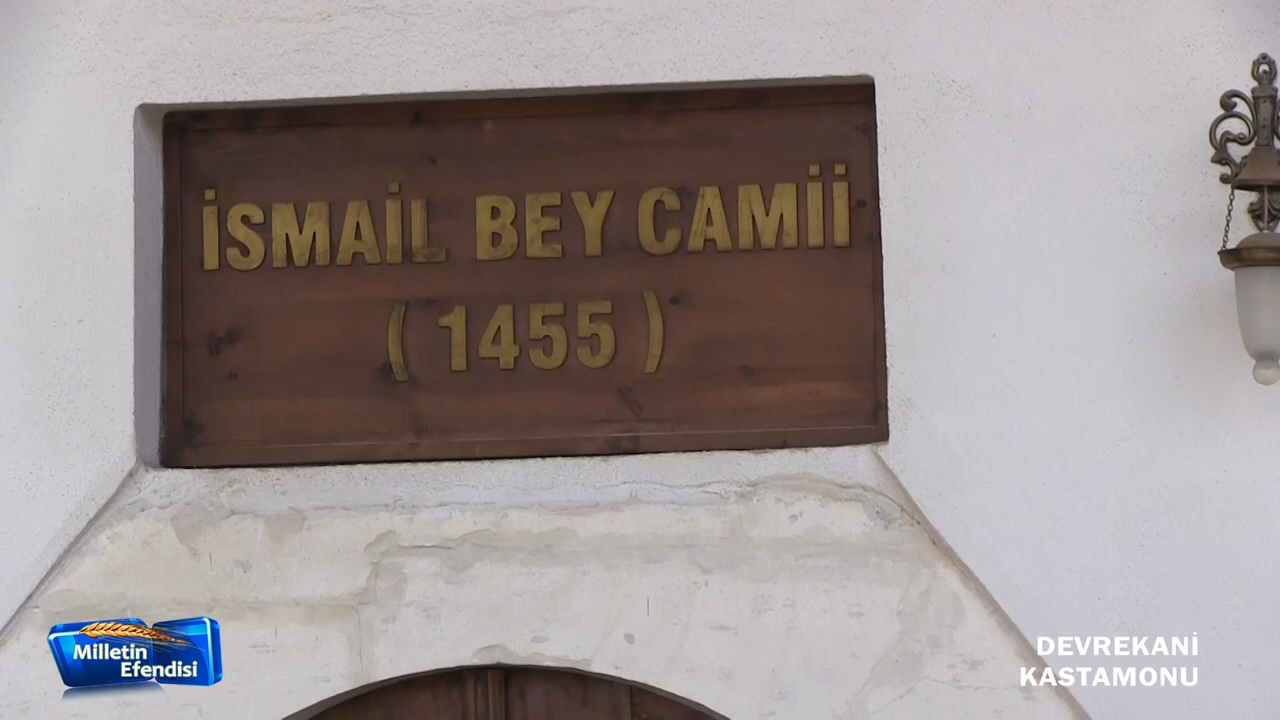 İSMAİL BEY CAMİİ
( 1455 )
Milletin
Efendisi
DEVREKANİ
KASTAMONU